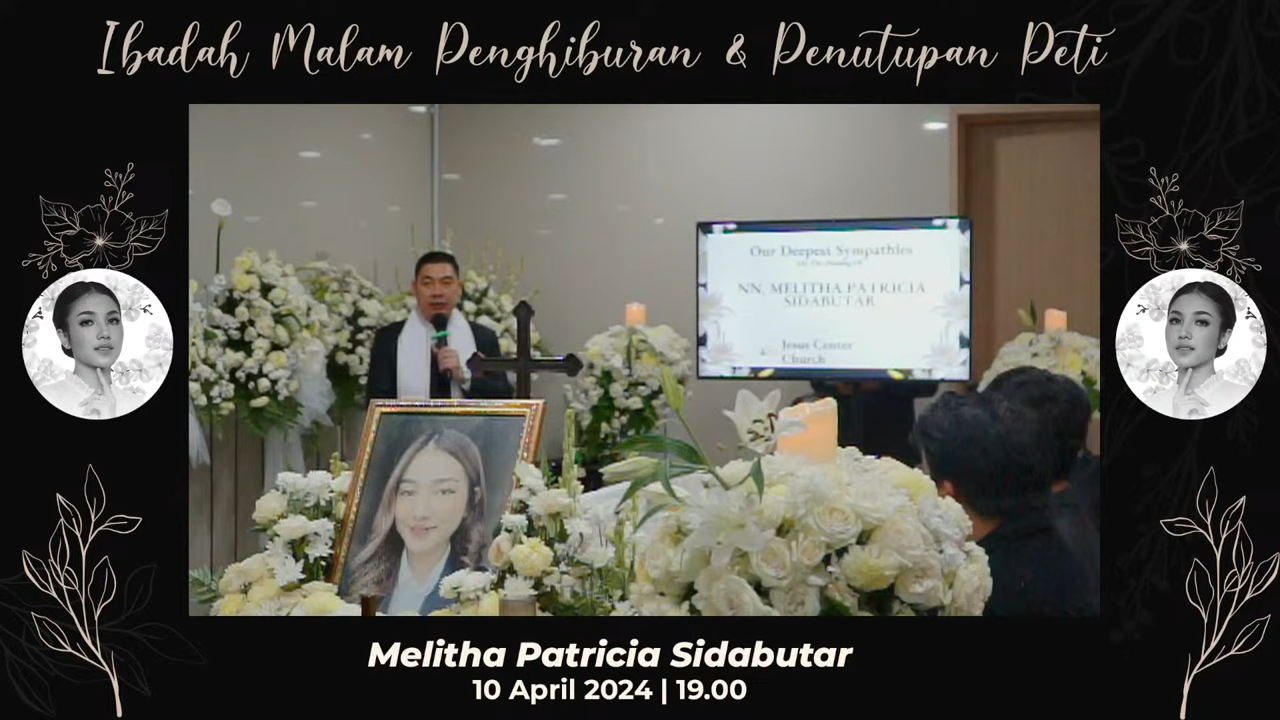 Ibadah Malam Penghiburan & Penutupan Peti
Our Deepest Sympathies
NN. MELITHA PATRICIA
SIDABUTAR
Jesus Center
Church
Melitha Patricia Sidabutar
10 April 2024 | 19.00